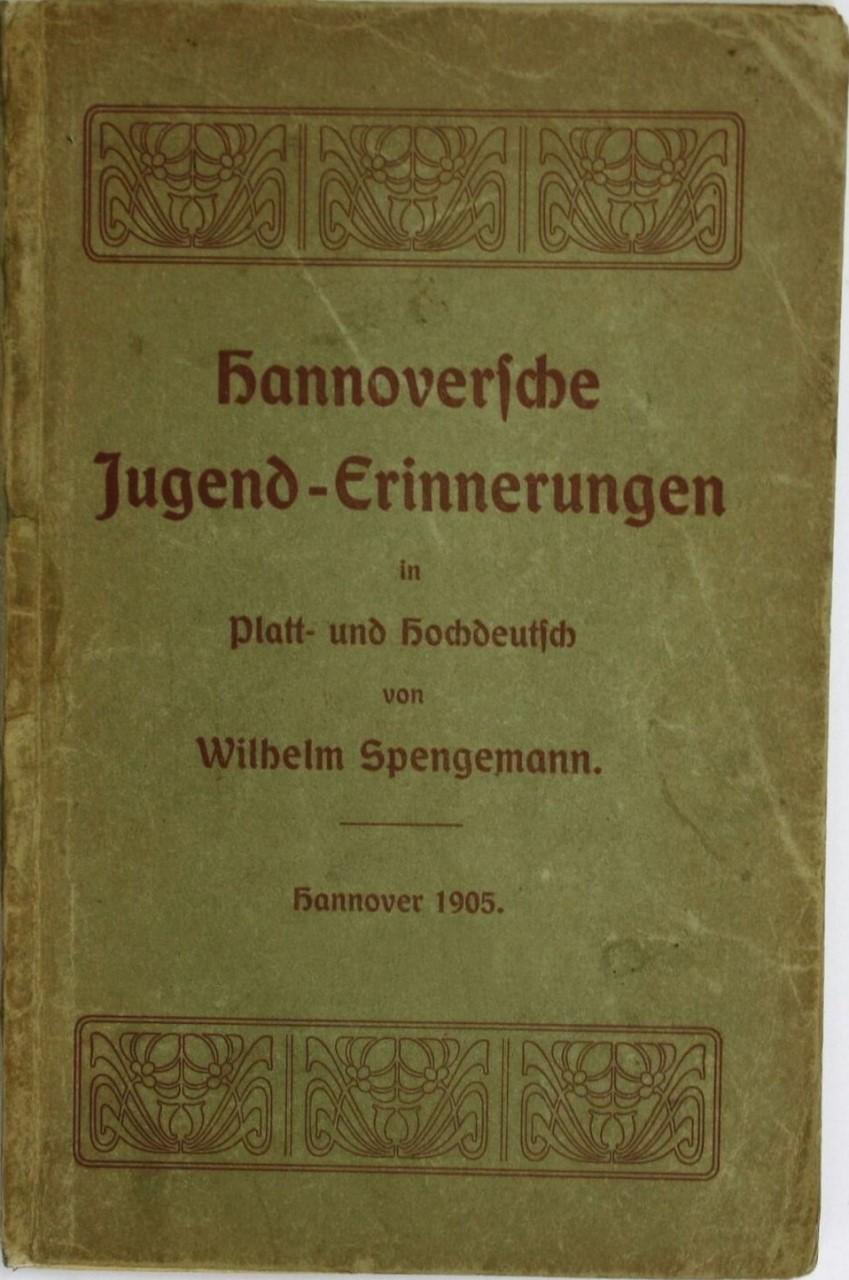 Hannoverſche
Jugend-Erinnerungen
in
Platt- und Hochdeutſch
von
Wilhelm Spengemann.
Hannover 1905.